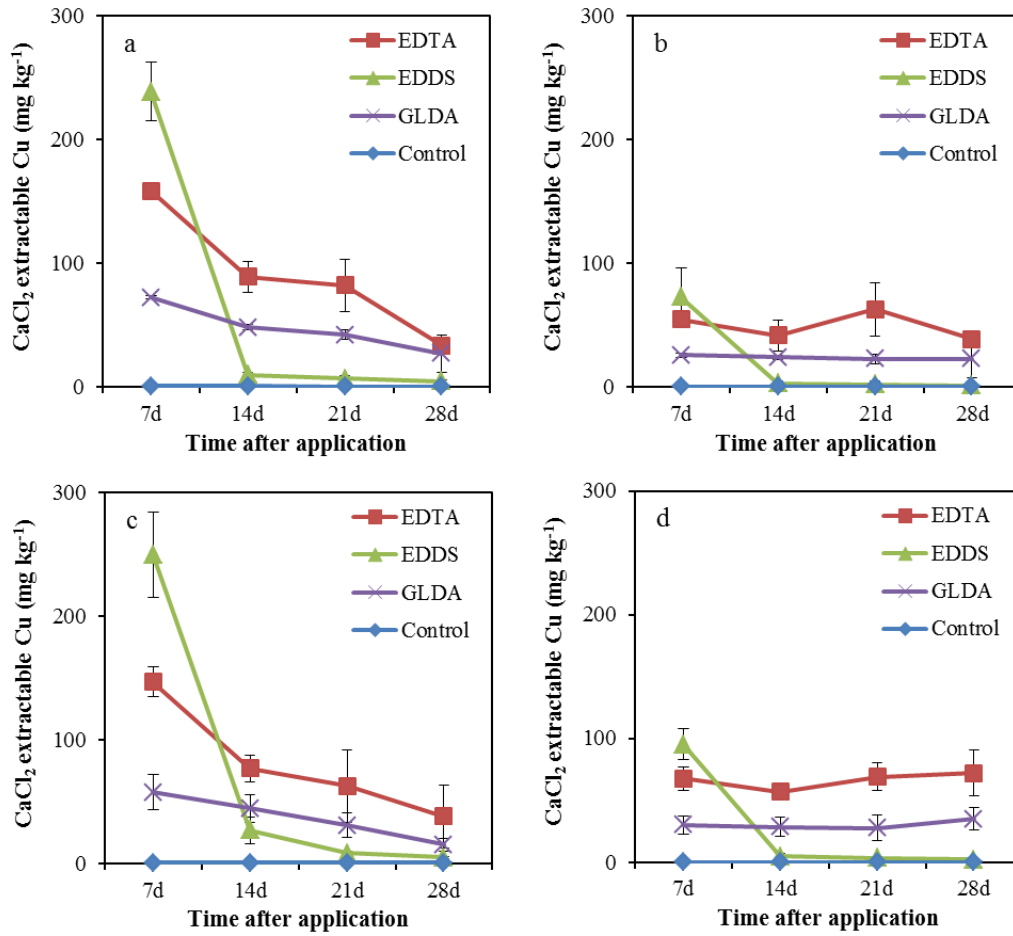 a
CaCl₂ extractable Cu (mg kg⁻¹)
300
200
100
0
EDTA
EDDS
GLDA
Control
7d 14d 21d 28d
Time after application
b
CaCl₂ extractable Cu (mg kg⁻¹)
300
200
100
0
EDTA
EDDS
GLDA
Control
7d 14d 21d 28d
Time after application
c
CaCl₂ extractable Cu (mg kg⁻¹)
300
200
100
0
EDTA
EDDS
GLDA
Control
7d 14d 21d 28d
Time after application
d
CaCl₂ extractable Cu (mg kg⁻¹)
300
200
100
0
EDTA
EDDS
GLDA
Control
7d 14d 21d 28d
Time after application